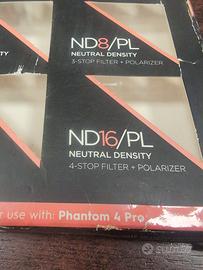 ND8/PL
NEUTRAL DENSITY
3-STOP FILTER + POLARIZER
ND16/PL
NEUTRAL DENSITY
4-STOP FILTER + POLARIZER
use with: Phantom 4 Pro
subito